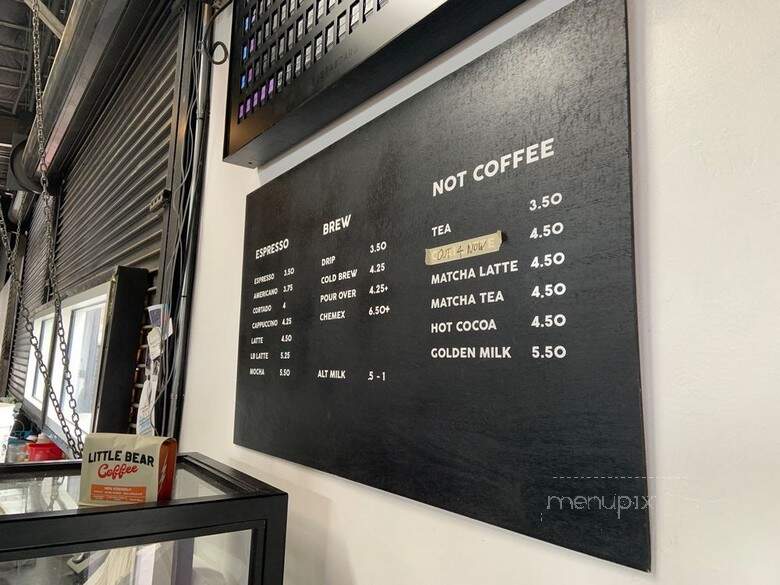 ESPRESSO
ESPRESSO 3.50
AMERICANO 3.75
CORTADO 4
CAPPUCCINO 4.25
LATTE 4.50
LB LATTE 5.25
MOCHA 5.50
BREW
DRIP 3.50
COLD BREW 4.25
POUR OVER 4.25+
CHEMEX 6.50+
ALT MILK .5 - 1
NOT COFFEE
TEA 3.50
OUT 4 NOW 4.50
MATCHA LATTE 4.50
MATCHA TEA 4.50
HOT COCOA 4.50
GOLDEN MILK 5.50
LITTLE BEAR
Coffee
menupix